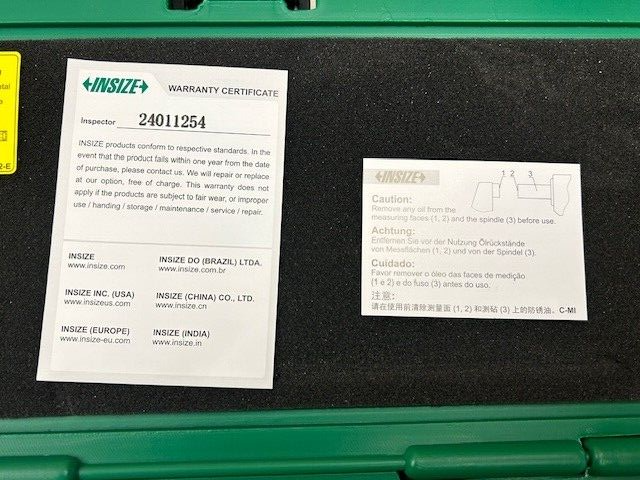 INSIZE WARRANTY CERTIFICATE
Inspector 24011254
INSIZE products conform to respective standards. In the
event that the product fails within one year from the date
of purchase, please contact us. We will repair or replace
at our option, free of charge. This warranty does not
apply if the products are subject to fair wear, or improper
use / handing / storage / maintenance / service / repair.
INSIZE
www.insize.com
INSIZE DO (BRAZIL) LTDA.
www.insize.com.br
INSIZE INC. (USA)
www.insizeus.com
INSIZE (CHINA) CO., LTD.
www.insize.cn
INSIZE (EUROPE)
www.insize-eu.com
INSIZE (INDIA)
www.insize.in
INSIZE
1 2 3
Caution:
Remove any oil from the
measuring faces (1, 2) and the spindle (3) before use.
Achtung:
Entfernen Sie vor der Nutzung Ölrückstände
von Messflächen (1, 2) und von der Spindel (3).
Cuidado:
Favor remover o óleo das faces de medição
(1 e 2) e do fuso (3) antes do uso.
注意:
请在使用前清除测量面 (1, 2) 和测砧 (3) 上的防锈油。 C-MI
2-E